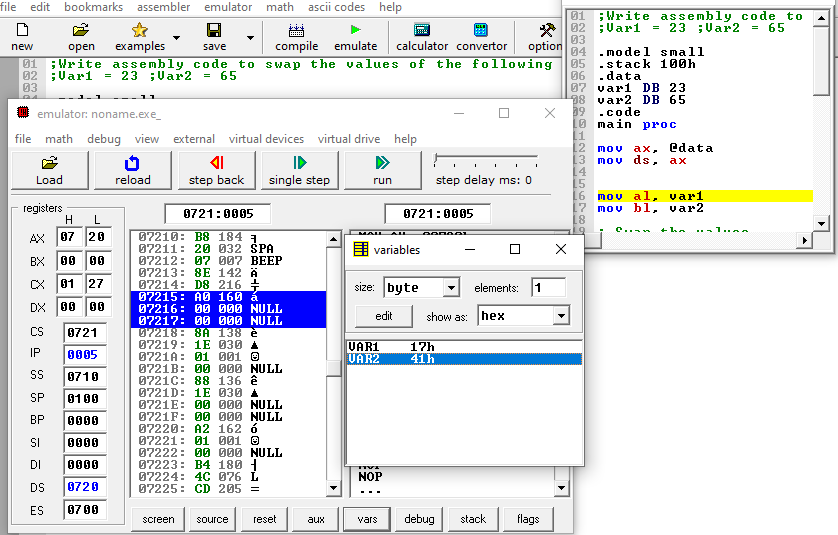 file edit bookmarks assembler emulator math ascii codes help
new open examples save compile emulate calculator convertor option
01 ;Write assembly code to swap the values of the following
02 ;Var1 = 23 ;Var2 = 65
03
01 ;Write assembly code to
02 ;Var1 = 23 ;Var2 = 65
03
04 .model small
05 .stack 100h
06 .data
07 var1 DB 23
08 var2 DB 65
09 .code
10 main proc
12 mov ax, @data
13 mov ds, ax
16 mov al, var1
17 mov bl, var2
; Swap the values
emulator: noname.exe_
file math debug view external virtual devices virtual drive help
Load reload step back single step run step delay ms: 0
registers
H L
AX 07 20
BX 00 00
CX 01 27
DX 00 00
CS 0721
IP 0005
SS 0710
SP 0100
BP 0000
SI 0000
DI 0000
DS 0720
ES 0700
0721:0005 0721:0005
07210: B8 184 ╕
07211: 20 032 SPA
07212: 07 007 BEEP
07213: 8E 142 Ä
07214: D8 216 ╪
07215: A0 160 á
07216: 00 000 NULL
07217: 00 000 NULL
07218: 8A 138 è
07219: 1E 030 ▲
0721A: 01 001 ☺
0721B: 00 000 NULL
0721C: 88 136 ê
0721D: 1E 030 ▲
0721E: 00 000 NULL
0721F: 00 000 NULL
07220: A2 162 ó
07221: 01 001 ☺
07222: 00 000 NULL
07223: B4 180 ┤
07224: 4C 076 L
07225: CD 205 =
variables
size: byte elements: 1
edit show as: hex
VAR1 17h
VAR2 41h
NOP
...
screen source reset aux vars debug stack flags